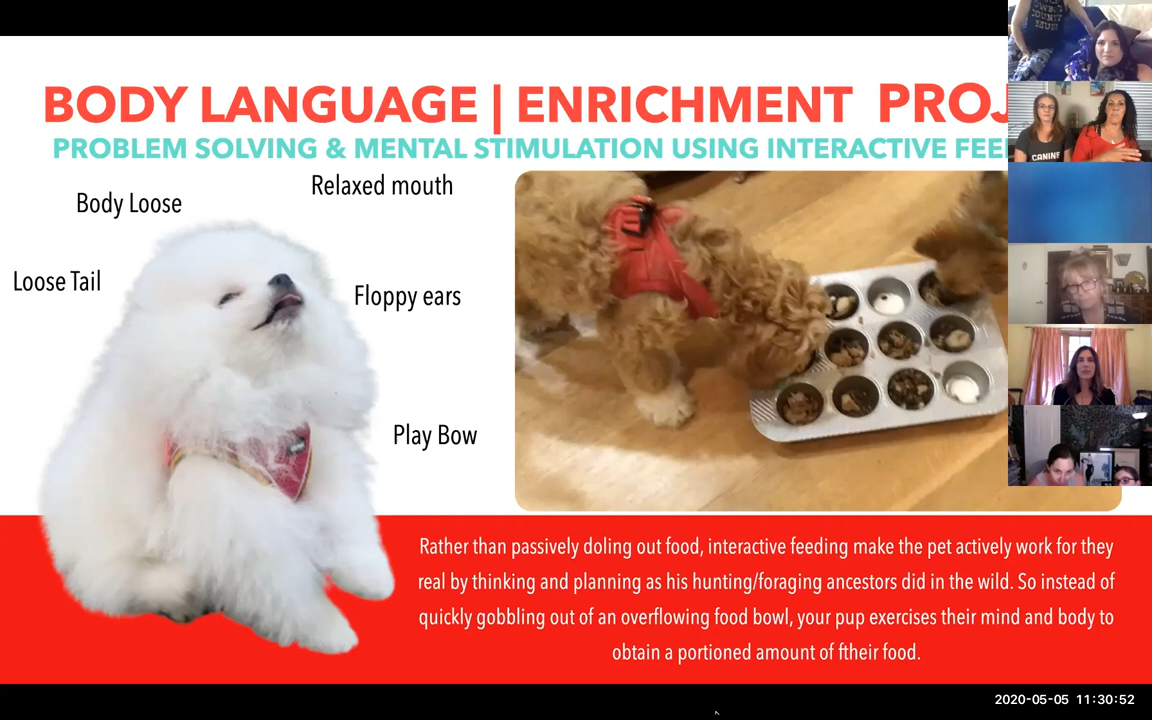 BODY LANGUAGE | ENRICHMENT PROJ
PROBLEM SOLVING & MENTAL STIMULATION USING INTERACTIVE FEE
Relaxed mouth
Body Loose
Loose Tail
Floppy ears
Play Bow
Rather than passively doling out food, interactive feeding make the pet actively work for they
real by thinking and planning as his hunting/foraging ancestors did in the wild. So instead of
quickly gobbling out of an overflowing food bowl, your pup exercises their mind and body to
obtain a portioned amount of ftheir food.
COUNTY
CANINE
2020-05-05 11:30:52